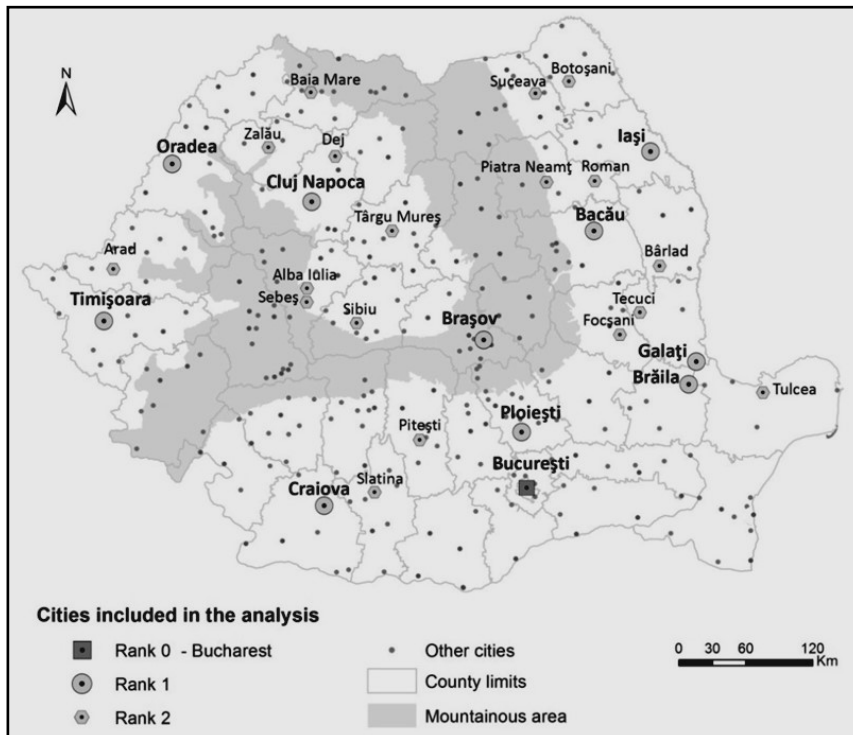 N
Baia Mare
Suceava
Botoşani
Zalău
Dej
Iaşi
Oradea
Cluj Napoca
Piatra Neamţ
Roman
Târgu Mureş
Bacău
Arad
Bârlad
Alba Iulia
Sebeş
Timişoara
Sibiu
Braşov
Tecuci
Focşani
Galaţi
Brăila
Tulcea
Piteşti
Ploieşti
Bucureşti
Slatina
Craiova
Cities included in the analysis
Rank 0 - Bucharest
Rank 1
Rank 2
Other cities
County limits
Mountainous area
0 30 60 120
Km